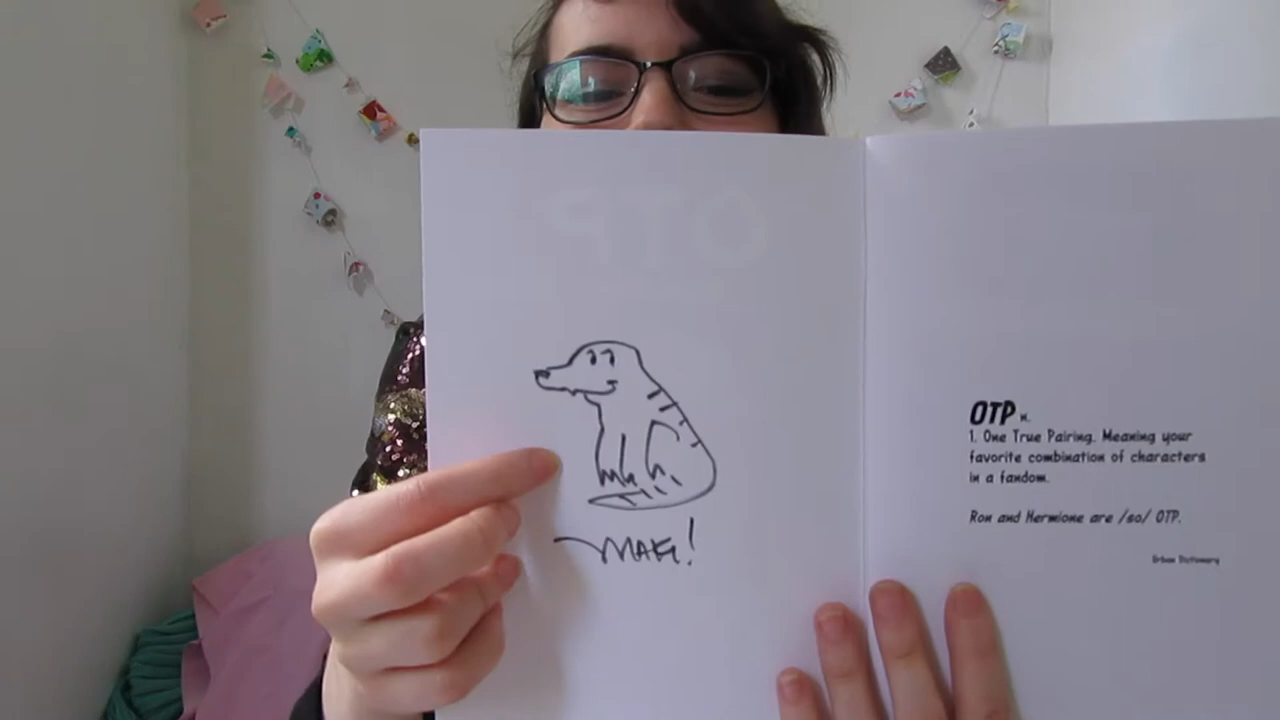 OTP
OTP n.
1. One True Pairing. Meaning your
favorite combination of characters
in a fandom.
Ron and Hermione are /so/ OTP.
Urban Dictionary